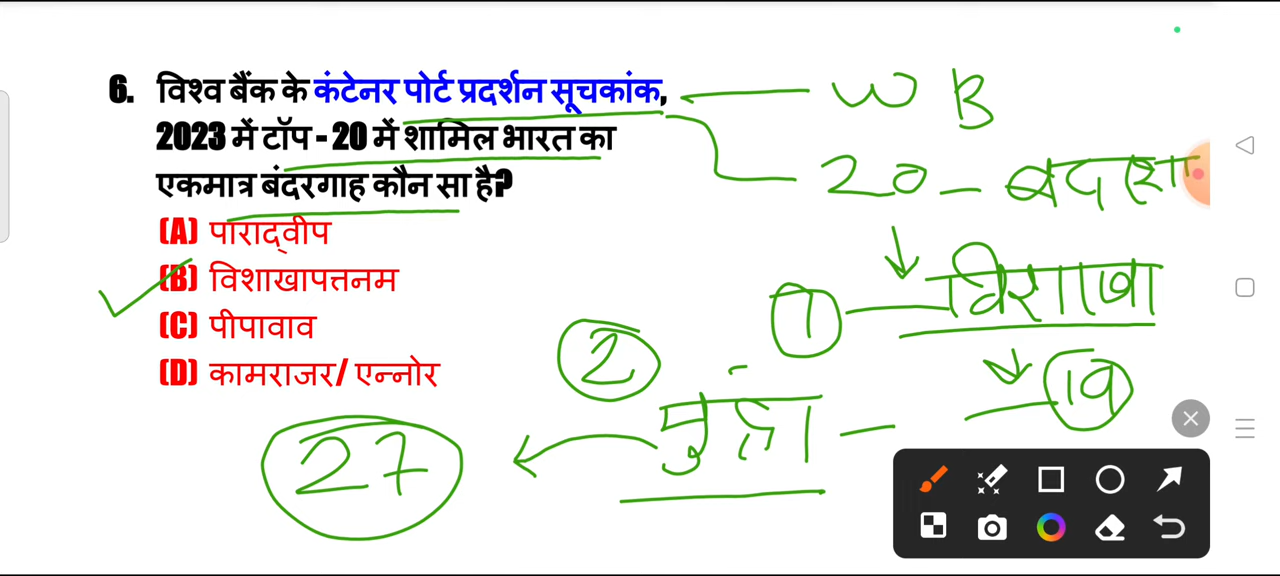 6. विश्व बैंक के कंटेनर पोर्ट प्रदर्शन सूचकांक,
2023 में टॉप - 20 में शामिल भारत का
एकमात्र बंदरगाह कौन सा है?
(A) पाराद्वीप
(B) विशाखापत्तनम
(C) पीपावाव
(D) कामराजर/ एन्नोर
WB
20 -
1
2
19
27